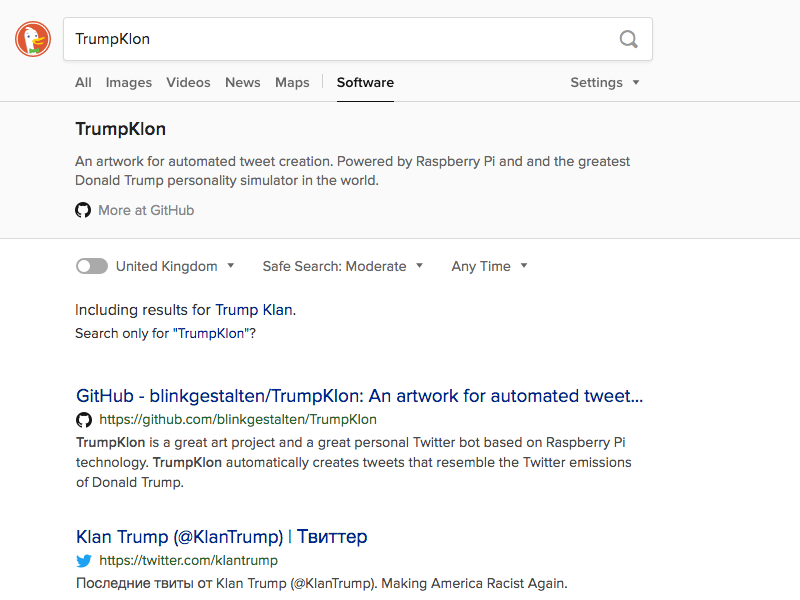 TrumpKlon
All Images Videos News Maps Software Settings
TrumpKlon
An artwork for automated tweet creation. Powered by Raspberry Pi and and the greatest
Donald Trump personality simulator in the world.
More at GitHub
United Kingdom Safe Search: Moderate Any Time
Including results for Trump Klan.
Search only for "TrumpKlon"?
GitHub - blinkgestalten/TrumpKlon: An artwork for automated tweet...
https://github.com/blinkgestalten/TrumpKlon
TrumpKlon is a great art project and a great personal Twitter bot based on Raspberry Pi
technology. TrumpKlon automatically creates tweets that resemble the Twitter emissions
of Donald Trump.
Klan Trump (@KlanTrump) | Твиттер
https://twitter.com/klantrump
Последние твиты от Klan Trump (@KlanTrump). Making America Racist Again.